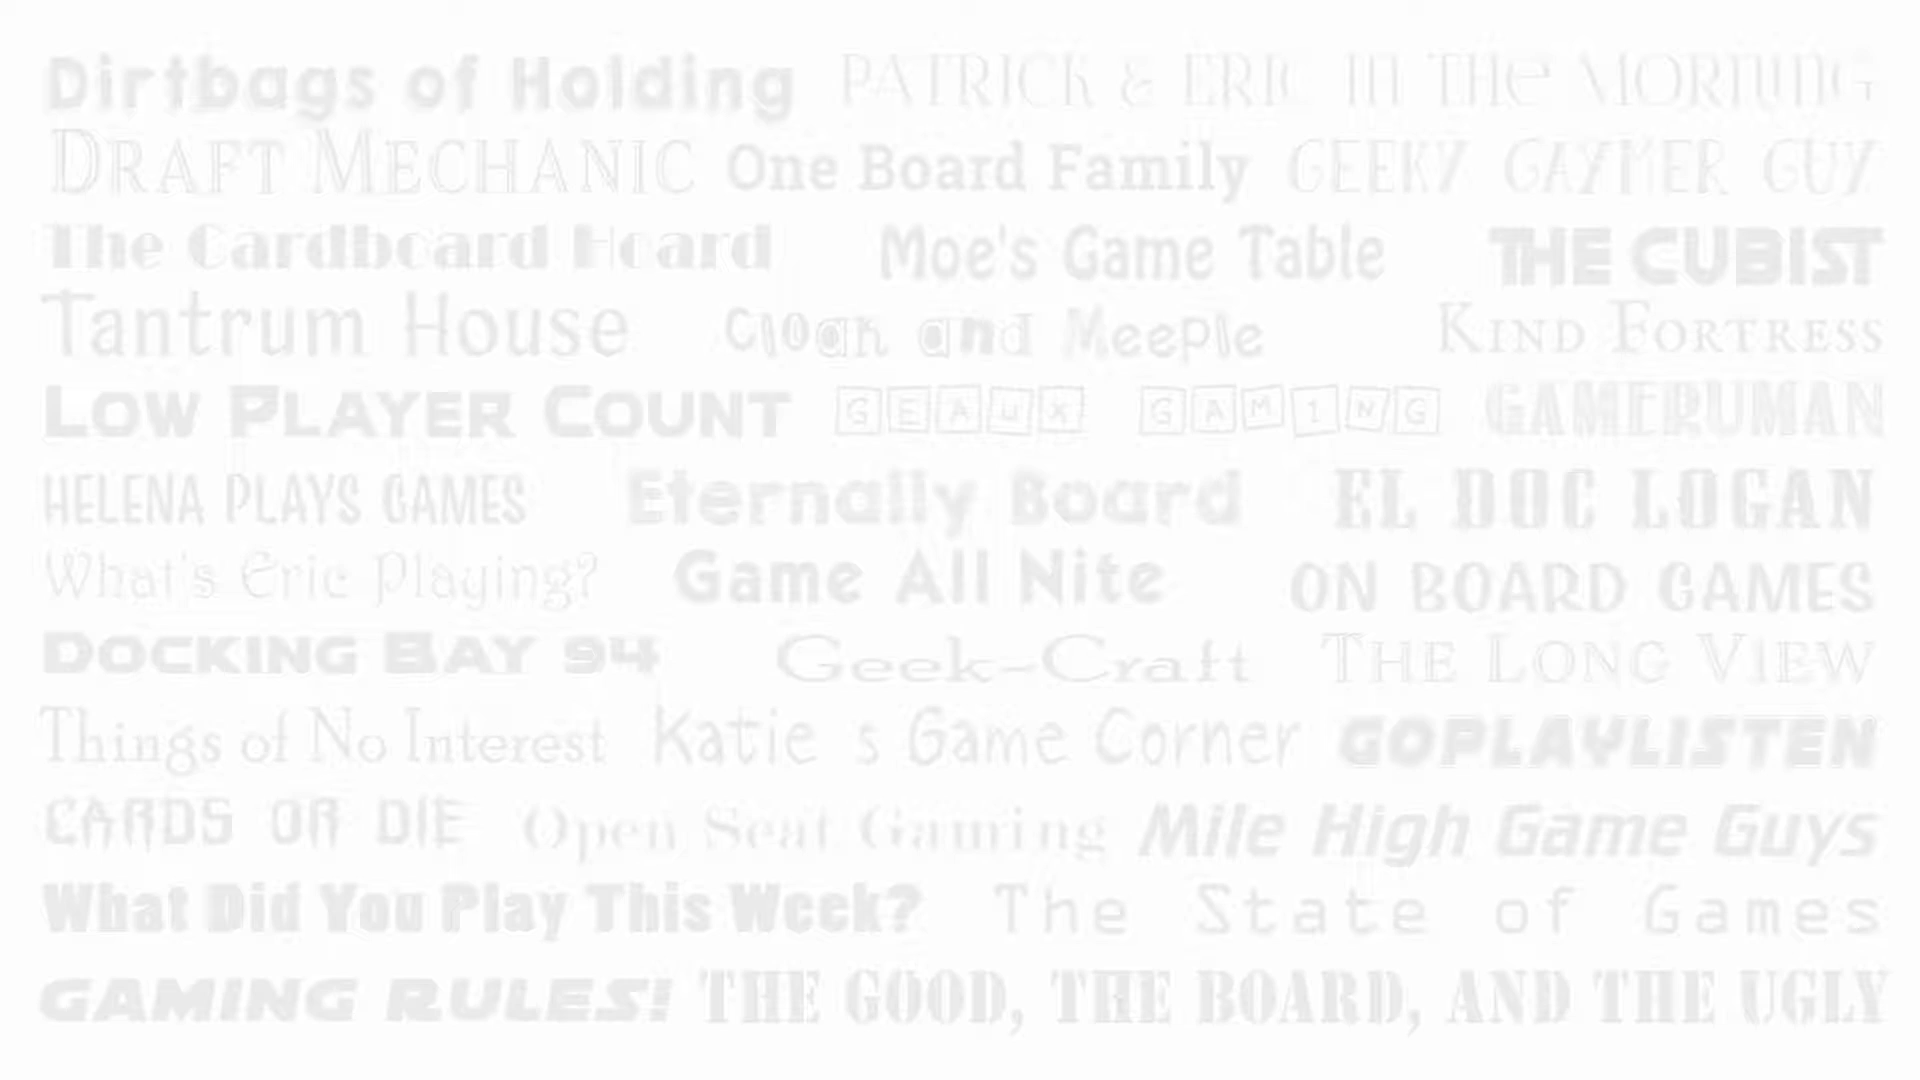 Dirtbags of Holding PATRICK & ERIC IN THE MORNING
DRAFT MECHANIC One Board Family GEEKY GAYMER GUY
The Cardboard Hoard Moe's Game Table THE CUBIST
Tantrum House Cloak and Meeple KIND FORTRESS
LOW PLAYER COUNT GEAUX GAMING GAMERUMAN
HELENA PLAYS GAMES Eternally Board EL DOC LOGAN
What's Eric Playing? Game All Nite ON BOARD GAMES
DOCKING BAY 94 Geek-Craft THE LONG VIEW
Things of No Interest Katie s Game Corner GOPLAYLISTEN
CARDS OR DIE Open Seat Gaming Mile High Game Guys
What Did You Play This Week? The State of Games
GAMING RULES! THE GOOD, THE BOARD, AND THE UGLY